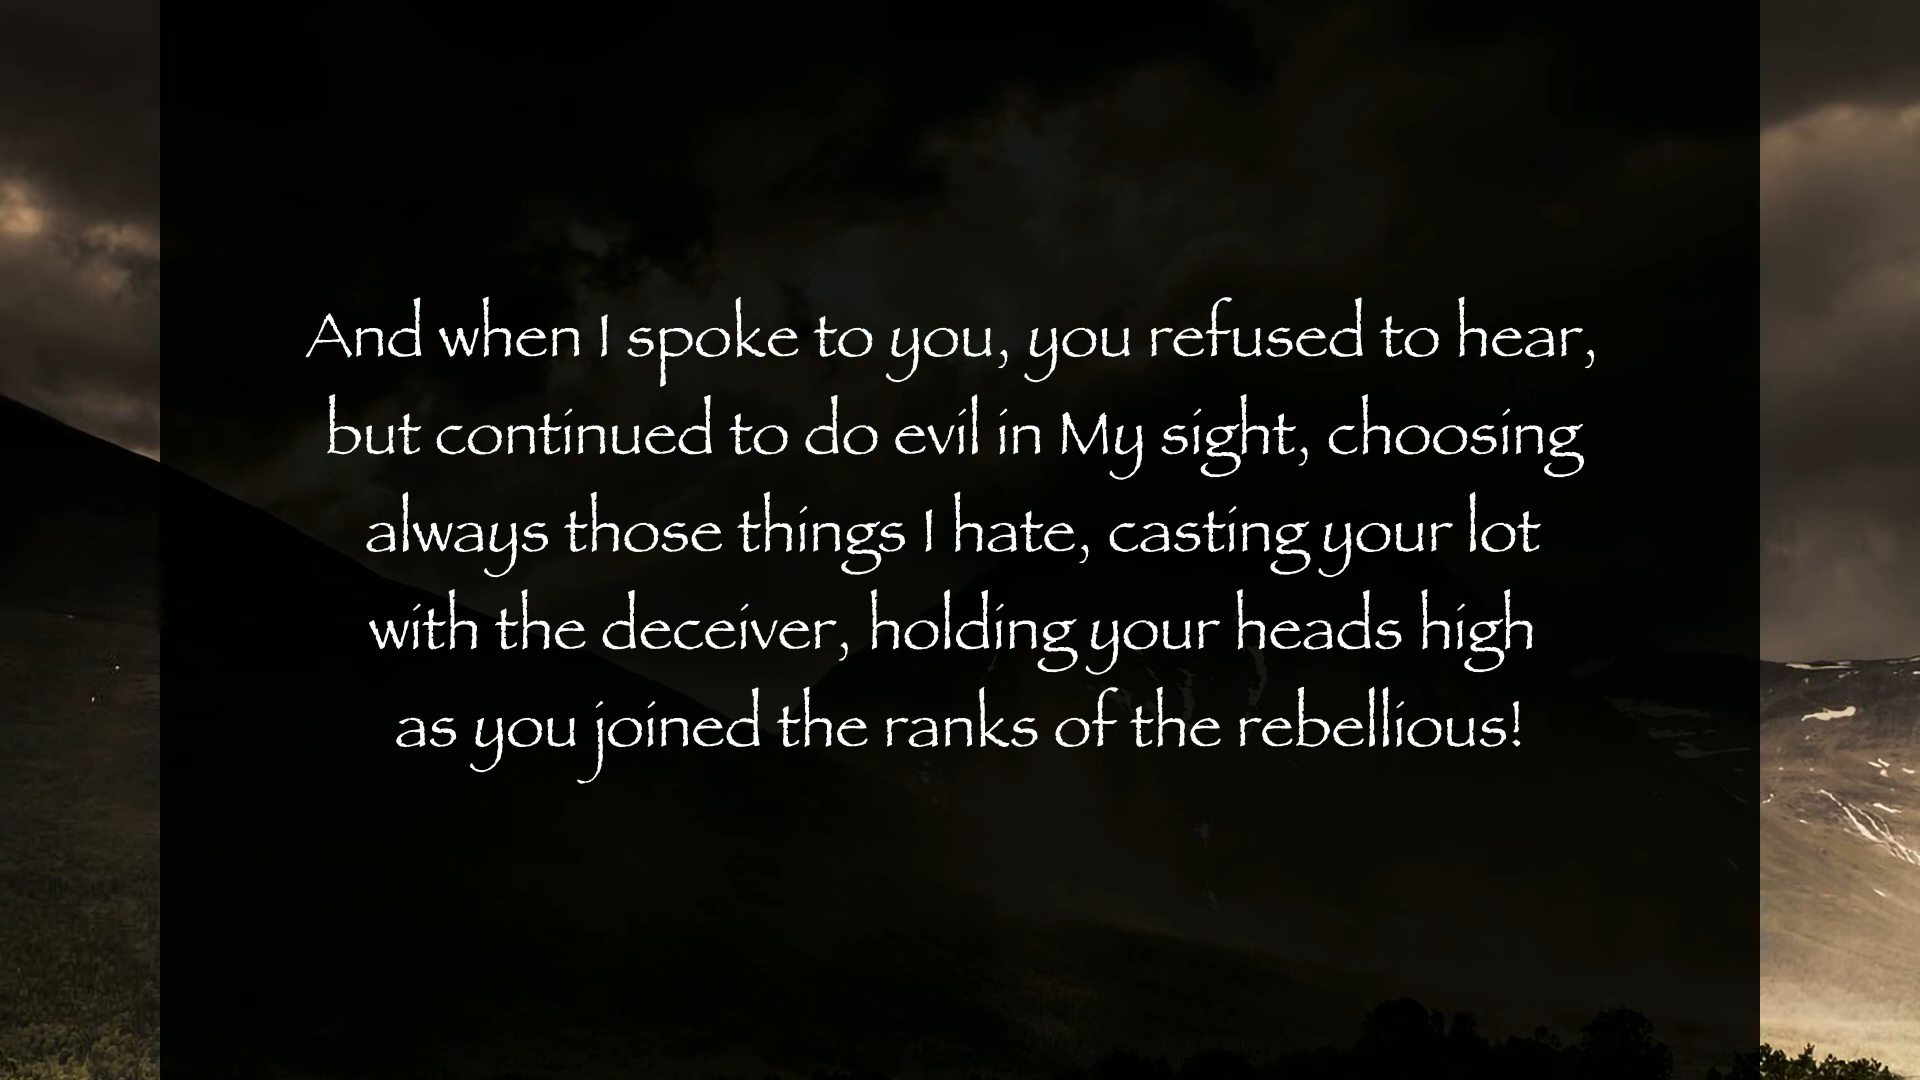 And when I spoke to you, you refused to hear,
but continued to do evil in My sight, choosing
always those things I hate, casting your lot
with the deceiver, holding your heads high
as you joined the ranks of the rebellious!